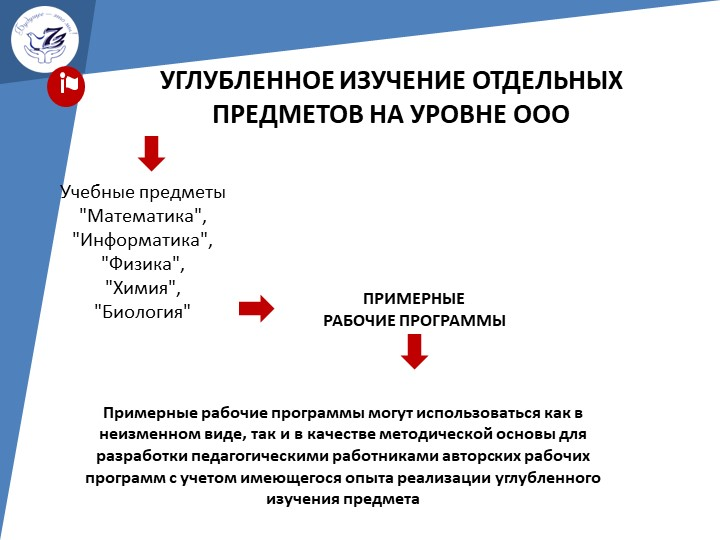 УГЛУБЛЕННОЕ ИЗУЧЕНИЕ ОТДЕЛЬНЫХ
ПРЕДМЕТОВ НА УРОВНЕ ООО
Учебные предметы
"Математика",
"Информатика",
"Физика",
"Химия",
"Биология"
ПРИМЕРНЫЕ
РАБОЧИЕ ПРОГРАММЫ
Примерные рабочие программы могут использоваться как в
неизменном виде, так и в качестве методической основы для
разработки педагогическими работниками авторских рабочих
программ с учетом имеющегося опыта реализации углубленного
изучения предмета